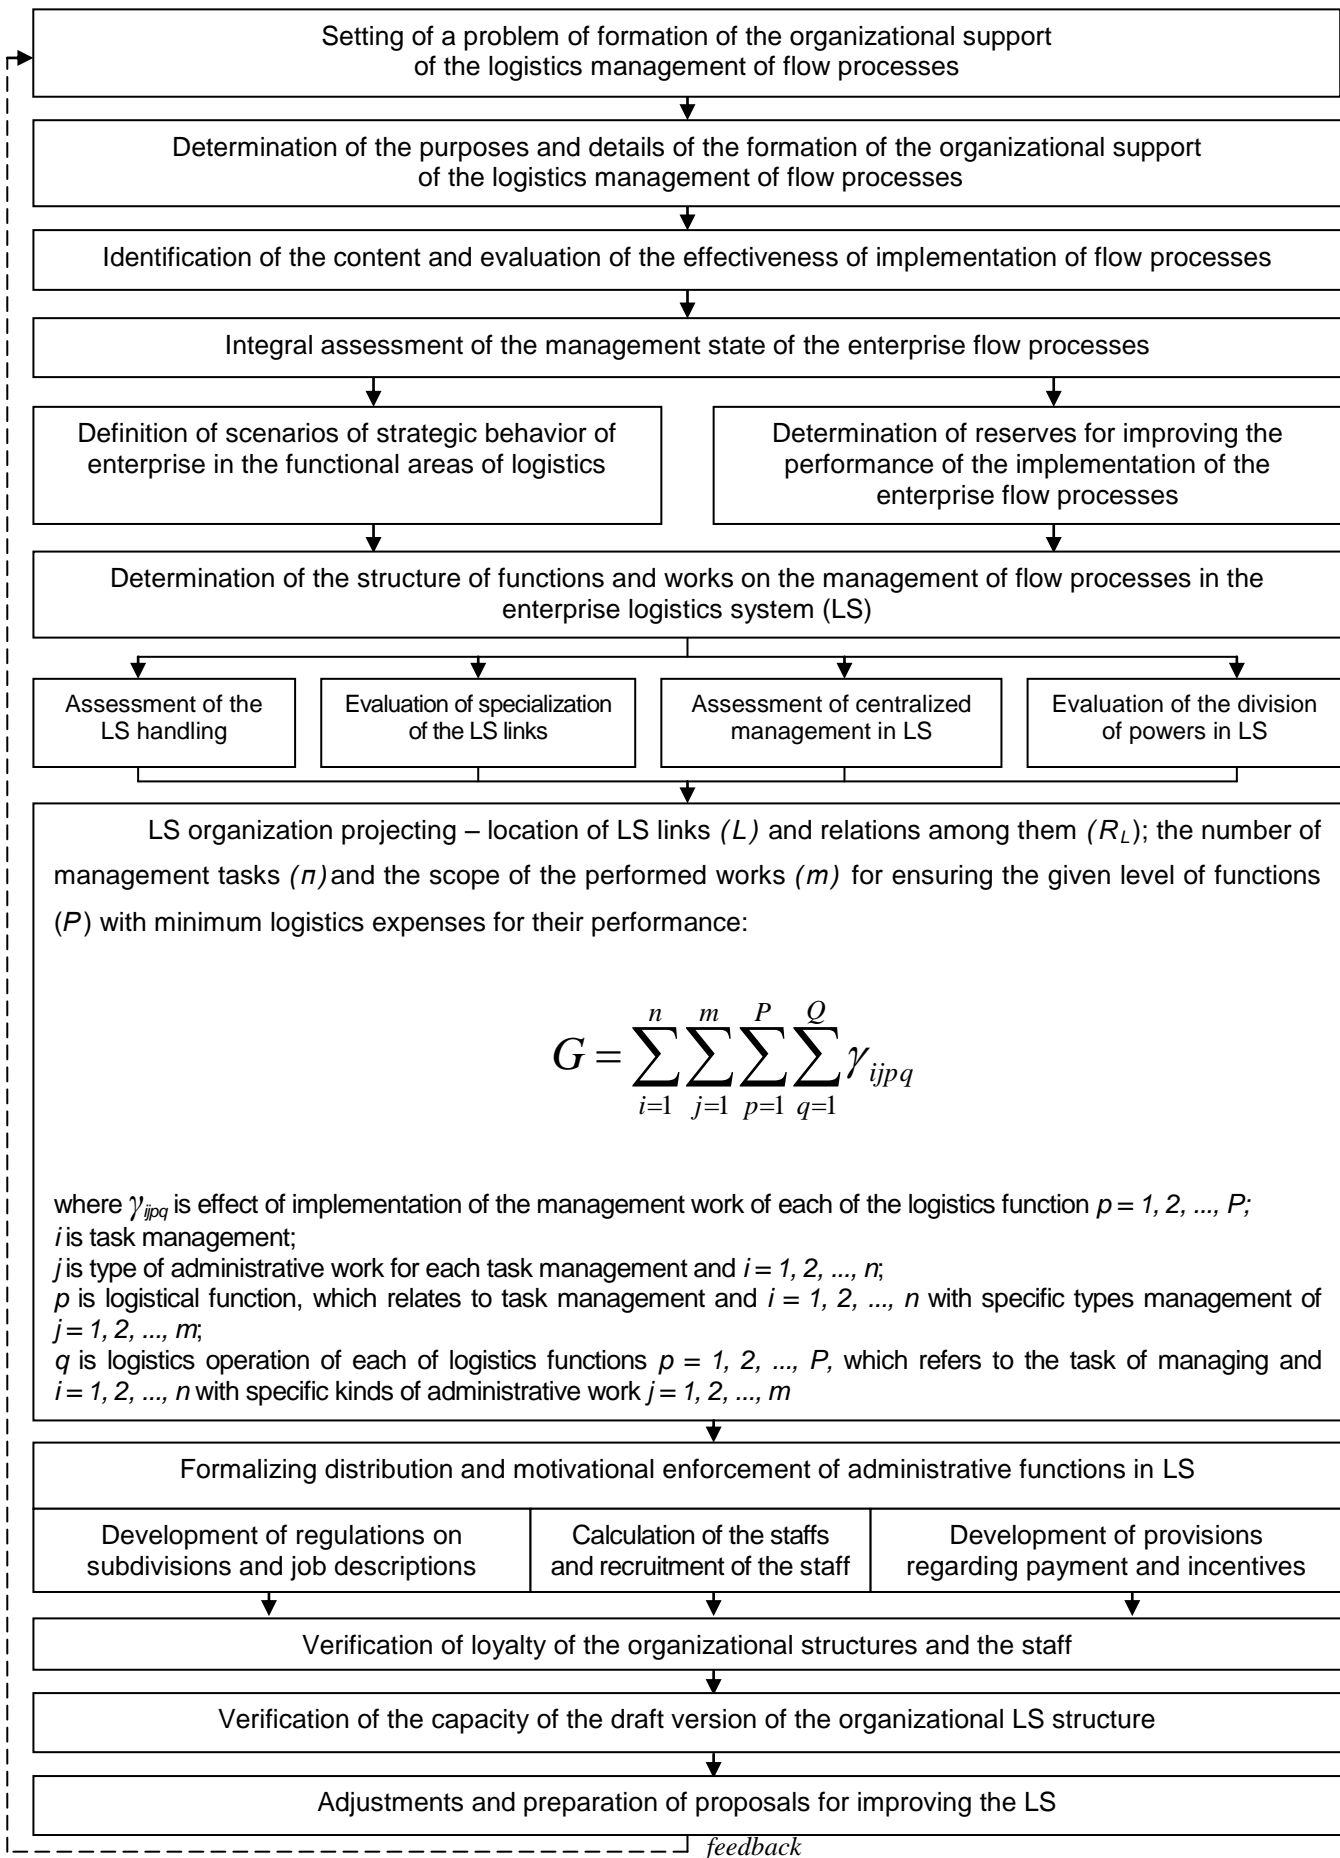 Setting of a problem of formation of the organizational support
of the logistics management of flow processes
Determination of the purposes and details of the formation of the organizational support
of the logistics management of flow processes
Identification of the content and evaluation of the effectiveness of implementation of flow processes
Integral assessment of the management state of the enterprise flow processes
Definition of scenarios of strategic behavior of
enterprise in the functional areas of logistics
Determination of reserves for improving the
performance of the implementation of the
enterprise flow processes
Determination of the structure of functions and works on the management of flow processes in the
enterprise logistics system (LS)
Assessment of the
LS handling
Evaluation of specialization
of the LS links
Assessment of centralized
management in LS
Evaluation of the division
of powers in LS
LS organization projecting – location of LS links (L) and relations among them (R_L); the number of
management tasks (п) and the scope of the performed works (m) for ensuring the given level of functions
(P) with minimum logistics expenses for their performance:
G = \sum_{i=1}^{n} \sum_{j=1}^{m} \sum_{p=1}^{P} \sum_{q=1}^{Q} γ_{ijpq}
where γ_{ijpq} is effect of implementation of the management work of each of the logistics function p = 1, 2, ..., P;
i is task management;
j is type of administrative work for each task management and i = 1, 2, ..., n;
p is logistical function, which relates to task management and i = 1, 2, ..., n with specific types management of
j = 1, 2, ..., m;
q is logistics operation of each of logistics functions p = 1, 2, ..., P, which refers to the task of managing and
i = 1, 2, ..., n with specific kinds of administrative work j = 1, 2, ..., m
Formalizing distribution and motivational enforcement of administrative functions in LS
Development of regulations on
subdivisions and job descriptions
Calculation of the staffs
and recruitment of the staff
Development of provisions
regarding payment and incentives
Verification of loyalty of the organizational structures and the staff
Verification of the capacity of the draft version of the organizational LS structure
Adjustments and preparation of proposals for improving the LS
feedback